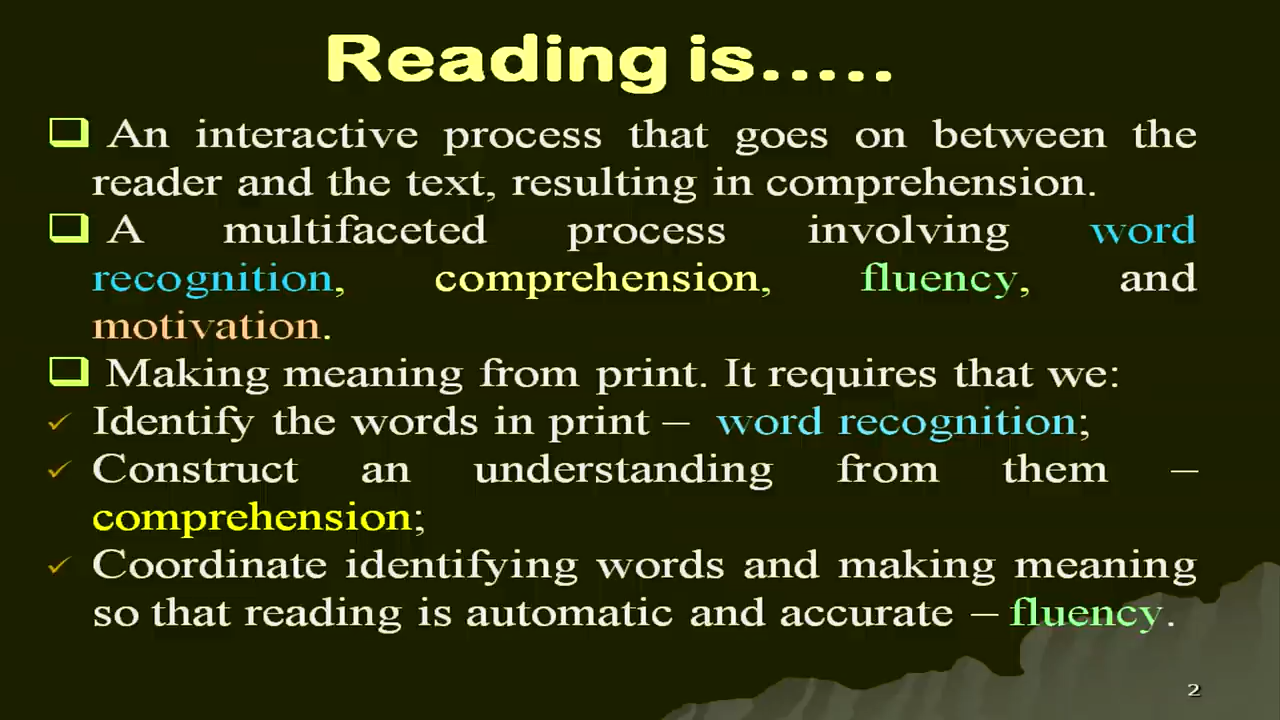 Reading is.....
❑ An interactive process that goes on between the
reader and the text, resulting in comprehension.
❑ A multifaceted process involving word
recognition, comprehension, fluency, and
motivation.
❑ Making meaning from print. It requires that we:
✓ Identify the words in print – word recognition;
✓ Construct an understanding from them –
comprehension;
✓ Coordinate identifying words and making meaning
so that reading is automatic and accurate – fluency.
2